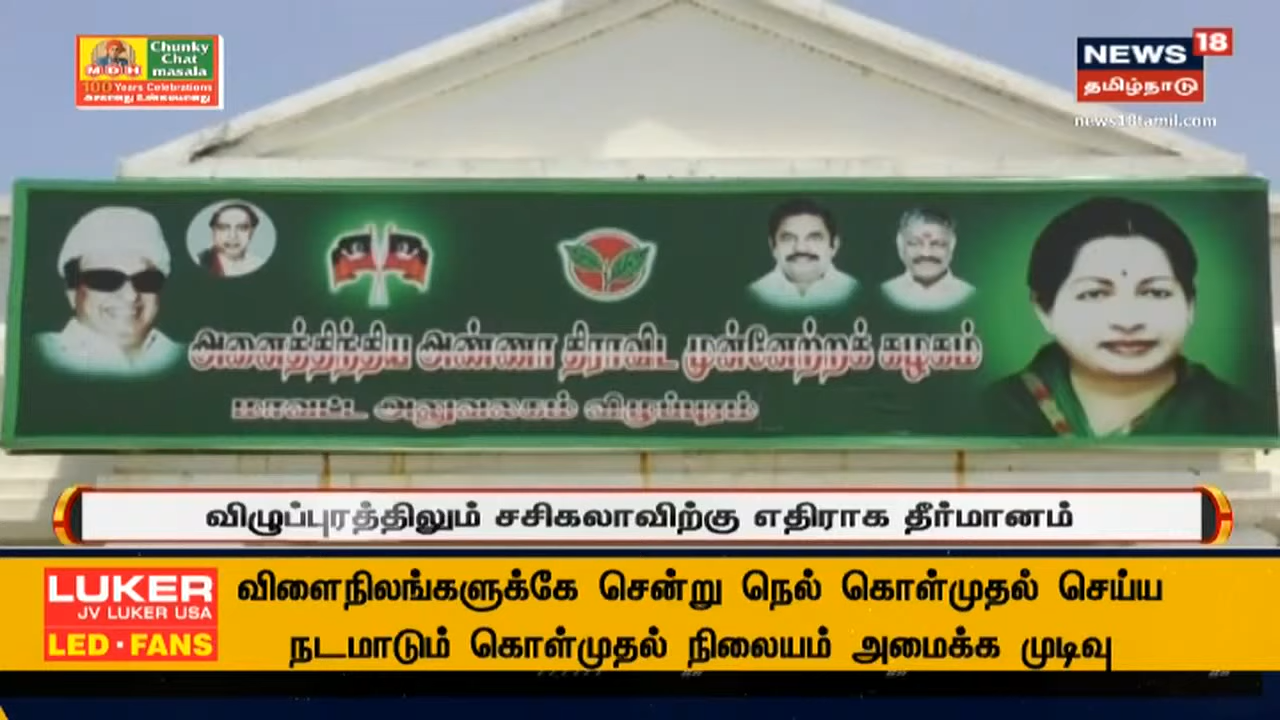 Chunky
Chat
masala
MDH
100 Years Celebrations
NEWS 18
தமிழ்நாடு
news18tamil.com
அனைத்திந்திய அண்ணா திராவிட முன்னேற்றக் கழகம்
மாவட்ட அலுவலகம் விழுப்புரம்
விழுப்புரத்திலும் சசிகலாவிற்கு எதிராக தீர்மானம்
LUKER
JV LUKER USA
LED · FANS
விளைநிலங்களுக்கே சென்று நெல் கொள்முதல் செய்ய
நடமாடும் கொள்முதல் நிலையம் அமைக்க முடிவு